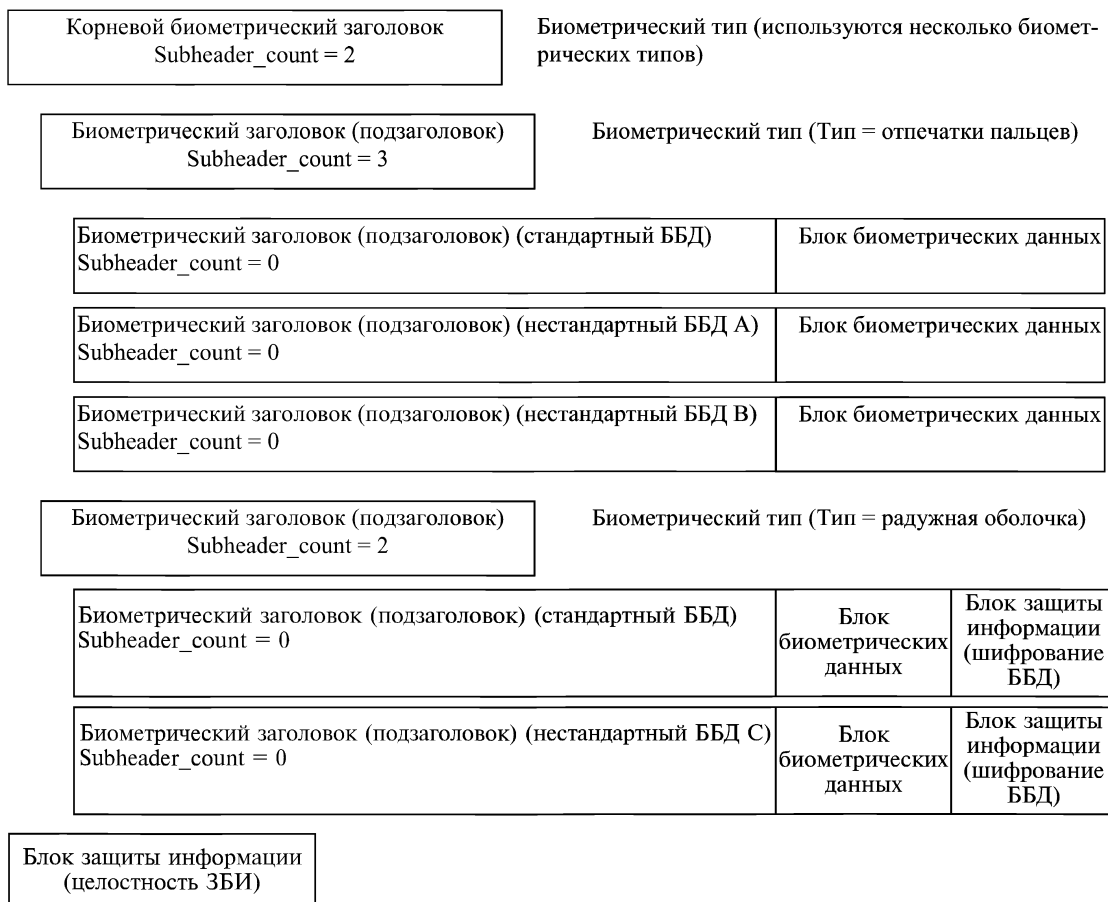 Корневой биометрический заголовок
Subheader_count = 2
Биометрический тип (используются несколько биомет-
рических типов)
Биометрический заголовок (подзаголовок)
Subheader_count = 3
Биометрический тип (Тип = отпечатки пальцев)
Биометрический заголовок (подзаголовок) (стандартный ББД)
Subheader_count = 0
Блок биометрических данных
Биометрический заголовок (подзаголовок) (нестандартный ББД А)
Subheader_count = 0
Блок биометрических данных
Биометрический заголовок (подзаголовок) (нестандартный ББД В)
Subheader_count = 0
Блок биометрических данных
Биометрический заголовок (подзаголовок)
Subheader_count = 2
Биометрический тип (Тип = радужная оболочка)
Биометрический заголовок (подзаголовок) (стандартный ББД)
Subheader_count = 0
Блок
биометрических
данных
Блок защиты
информации
(шифрование
ББД)
Биометрический заголовок (подзаголовок) (нестандартный ББД С)
Subheader_count = 0
Блок
биометрических
данных
Блок защиты
информации
(шифрование
ББД)
Блок защиты информации
(целостность ЗБИ)